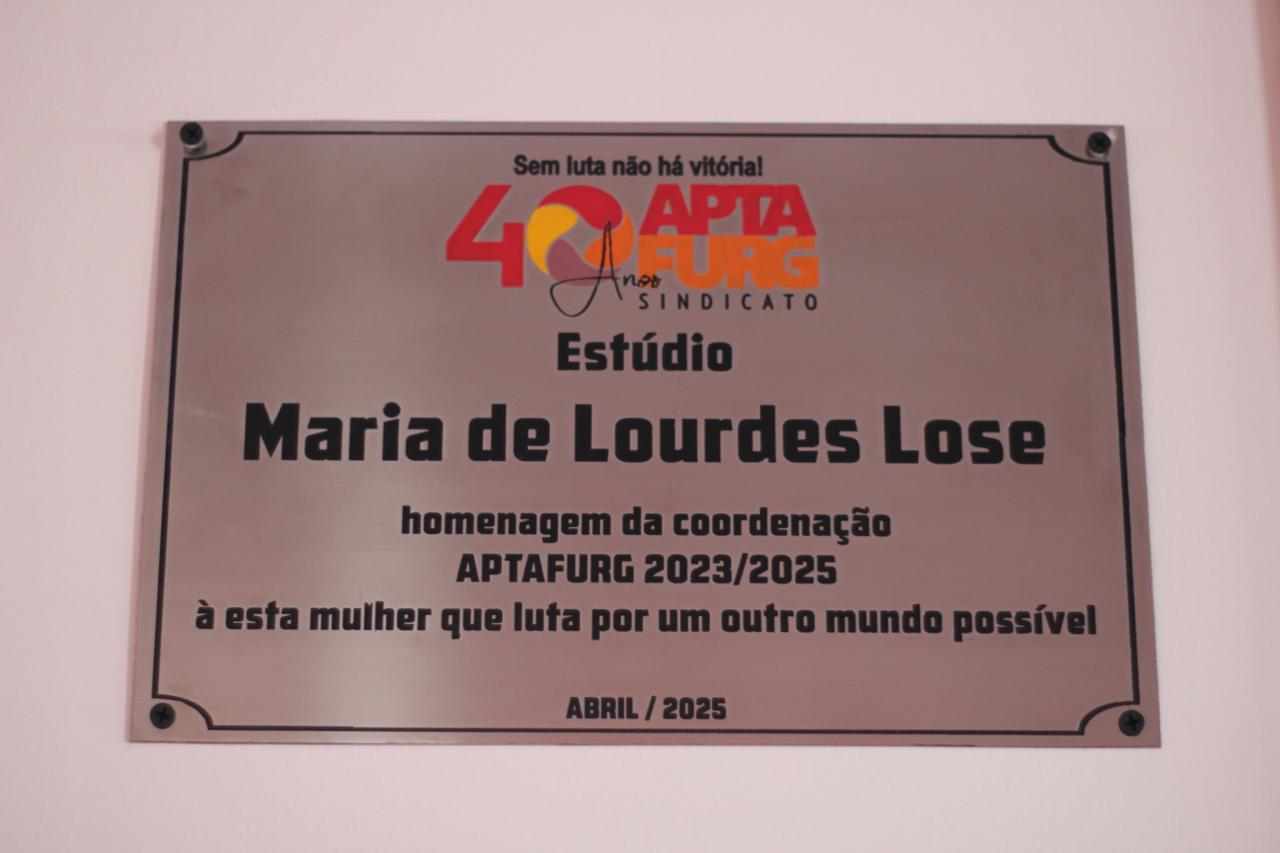 Sem luta não há vitória!
40 Anos APTA
FURG
SINDICATO
Estúdio
Maria de Lourdes Lose
homenagem da coordenação
APTAFURG 2023/2025
à esta mulher que luta por um outro mundo possível
ABRIL / 2025